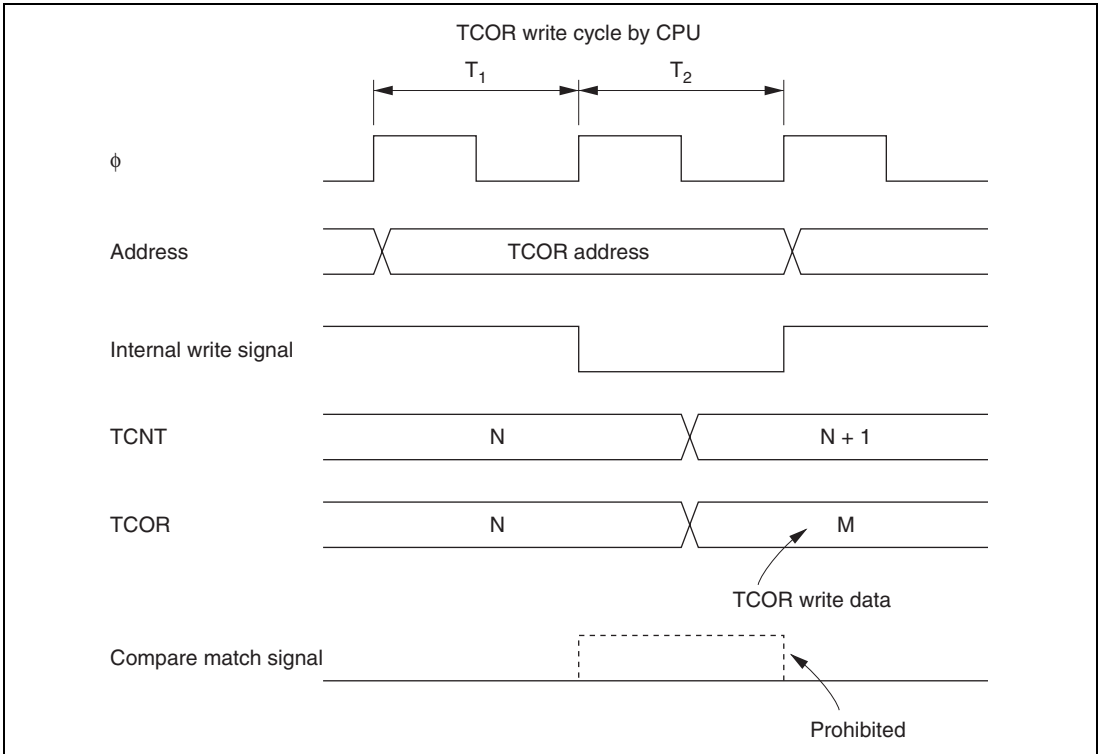 TCOR write cycle by CPU
T1 T2
ϕ
Address TCOR address
Internal write signal
TCNT N N + 1
TCOR N M
TCOR write data
Compare match signal
Prohibited